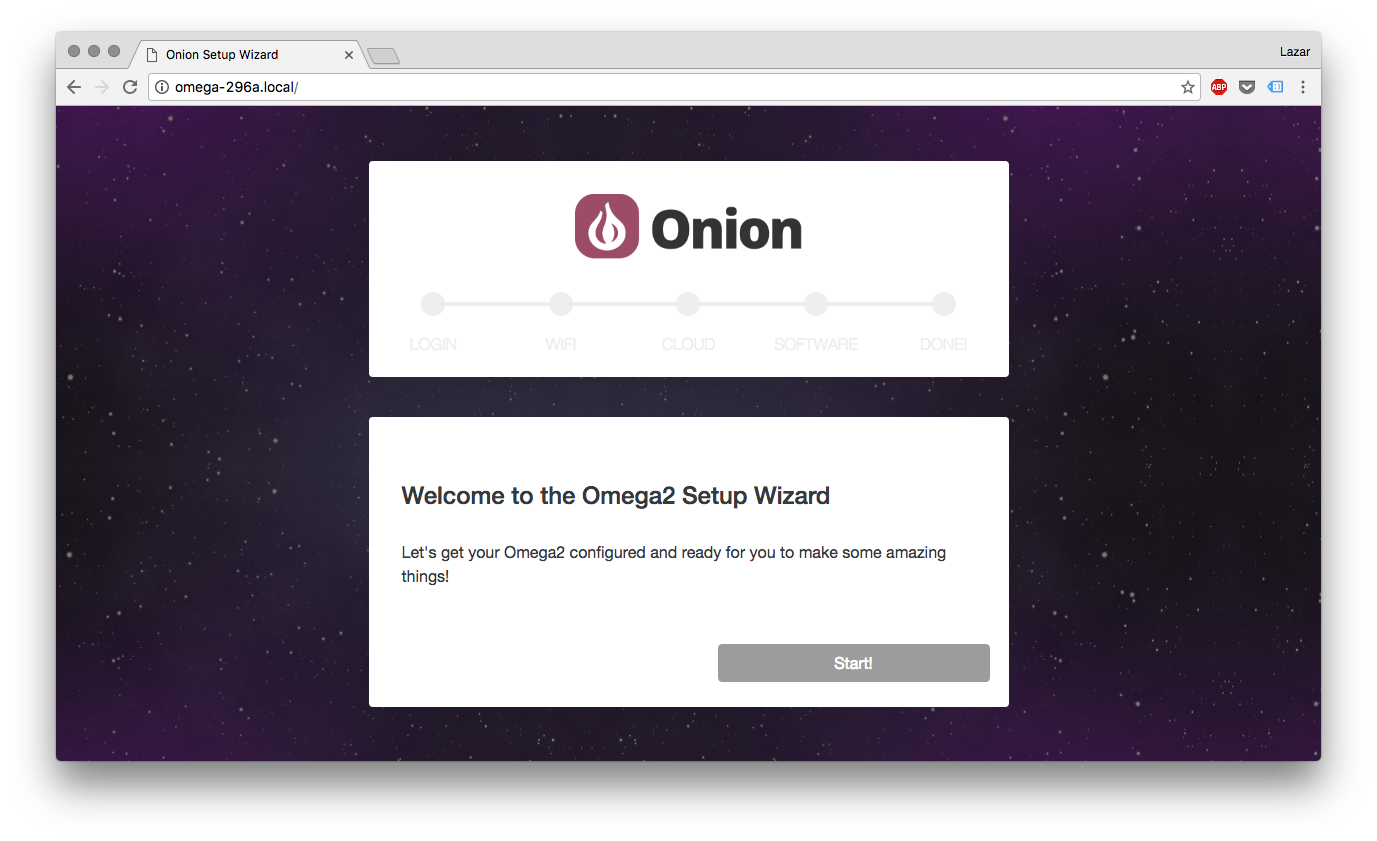 Onion Setup Wizard
Lazar
omega-296a.local/
ABP
Onion
LOGIN WIFI CLOUD SOFTWARE DONE!
Welcome to the Omega2 Setup Wizard
Let's get your Omega2 configured and ready for you to make some amazing
things!
Start!